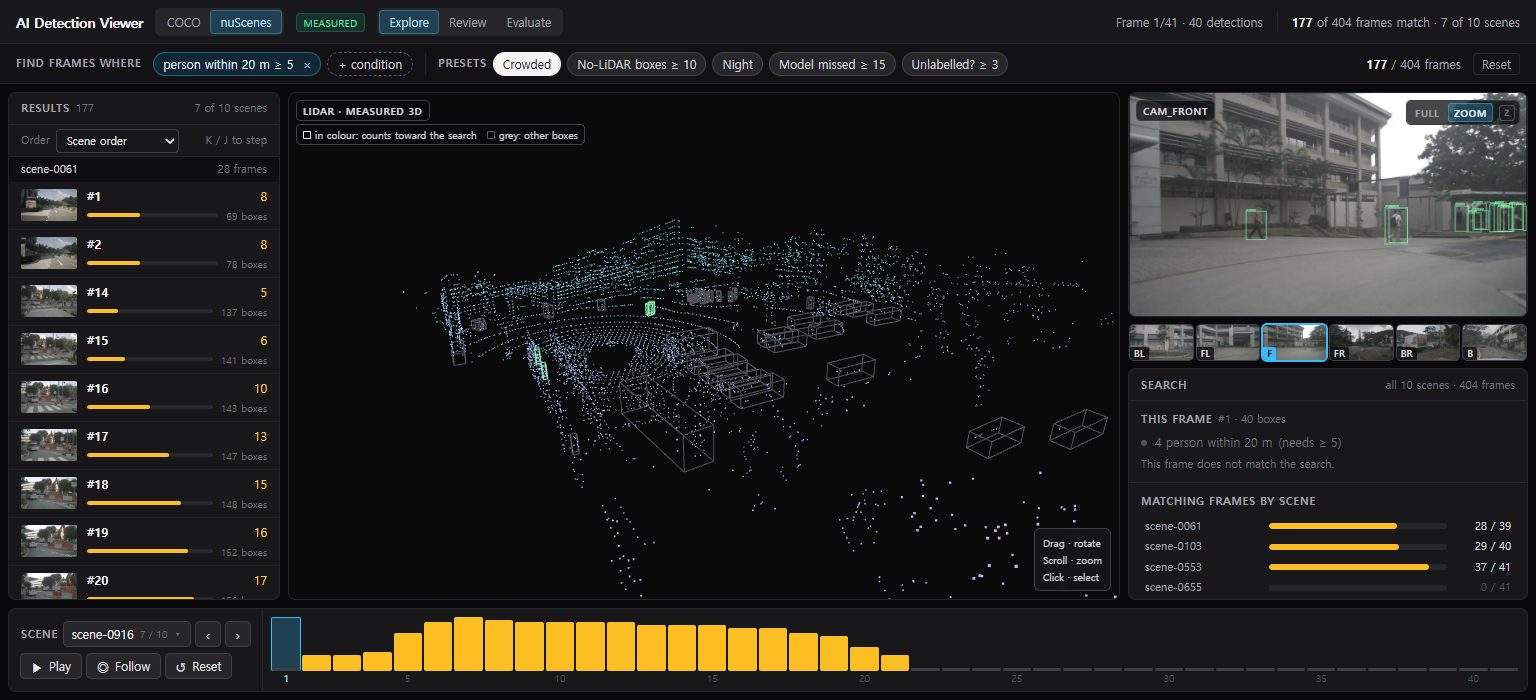 AI Detection Viewer COCO nuScenes MEASURED Explore Review Evaluate Frame 1/41 · 40 detections 177 of 404 frames match · 7 of 10 scenes
FIND FRAMES WHERE person within 20 m ≥ 5 × + condition PRESETS Crowded No-LiDAR boxes ≥ 10 Night Model missed ≥ 15 Unlabelled? ≥ 3 177 / 404 frames Reset
RESULTS 177 7 of 10 scenes
Order Scene order K / J to step
scene-0061 28 frames
#1 8
69 boxes
#2 8
78 boxes
#14 5
137 boxes
#15 6
141 boxes
#16 10
143 boxes
#17 13
147 boxes
#18 15
148 boxes
#19 16
152 boxes
#20 17
LIDAR · MEASURED 3D
in colour: counts toward the search grey: other boxes
Drag · rotate
Scroll · zoom
Click · select
CAM_FRONT FULL ZOOM Z
BL FL F FR BR B
SEARCH all 10 scenes · 404 frames
THIS FRAME #1 · 40 boxes
4 person within 20 m (needs ≥ 5)
This frame does not match the search.
MATCHING FRAMES BY SCENE
scene-0061 28 / 39
scene-0103 29 / 40
scene-0553 37 / 41
scene-0655 0 / 41
SCENE scene-0916 7 / 10 ‹ ›
Play Follow Reset
1 5 10 15 20 25 30 35 40